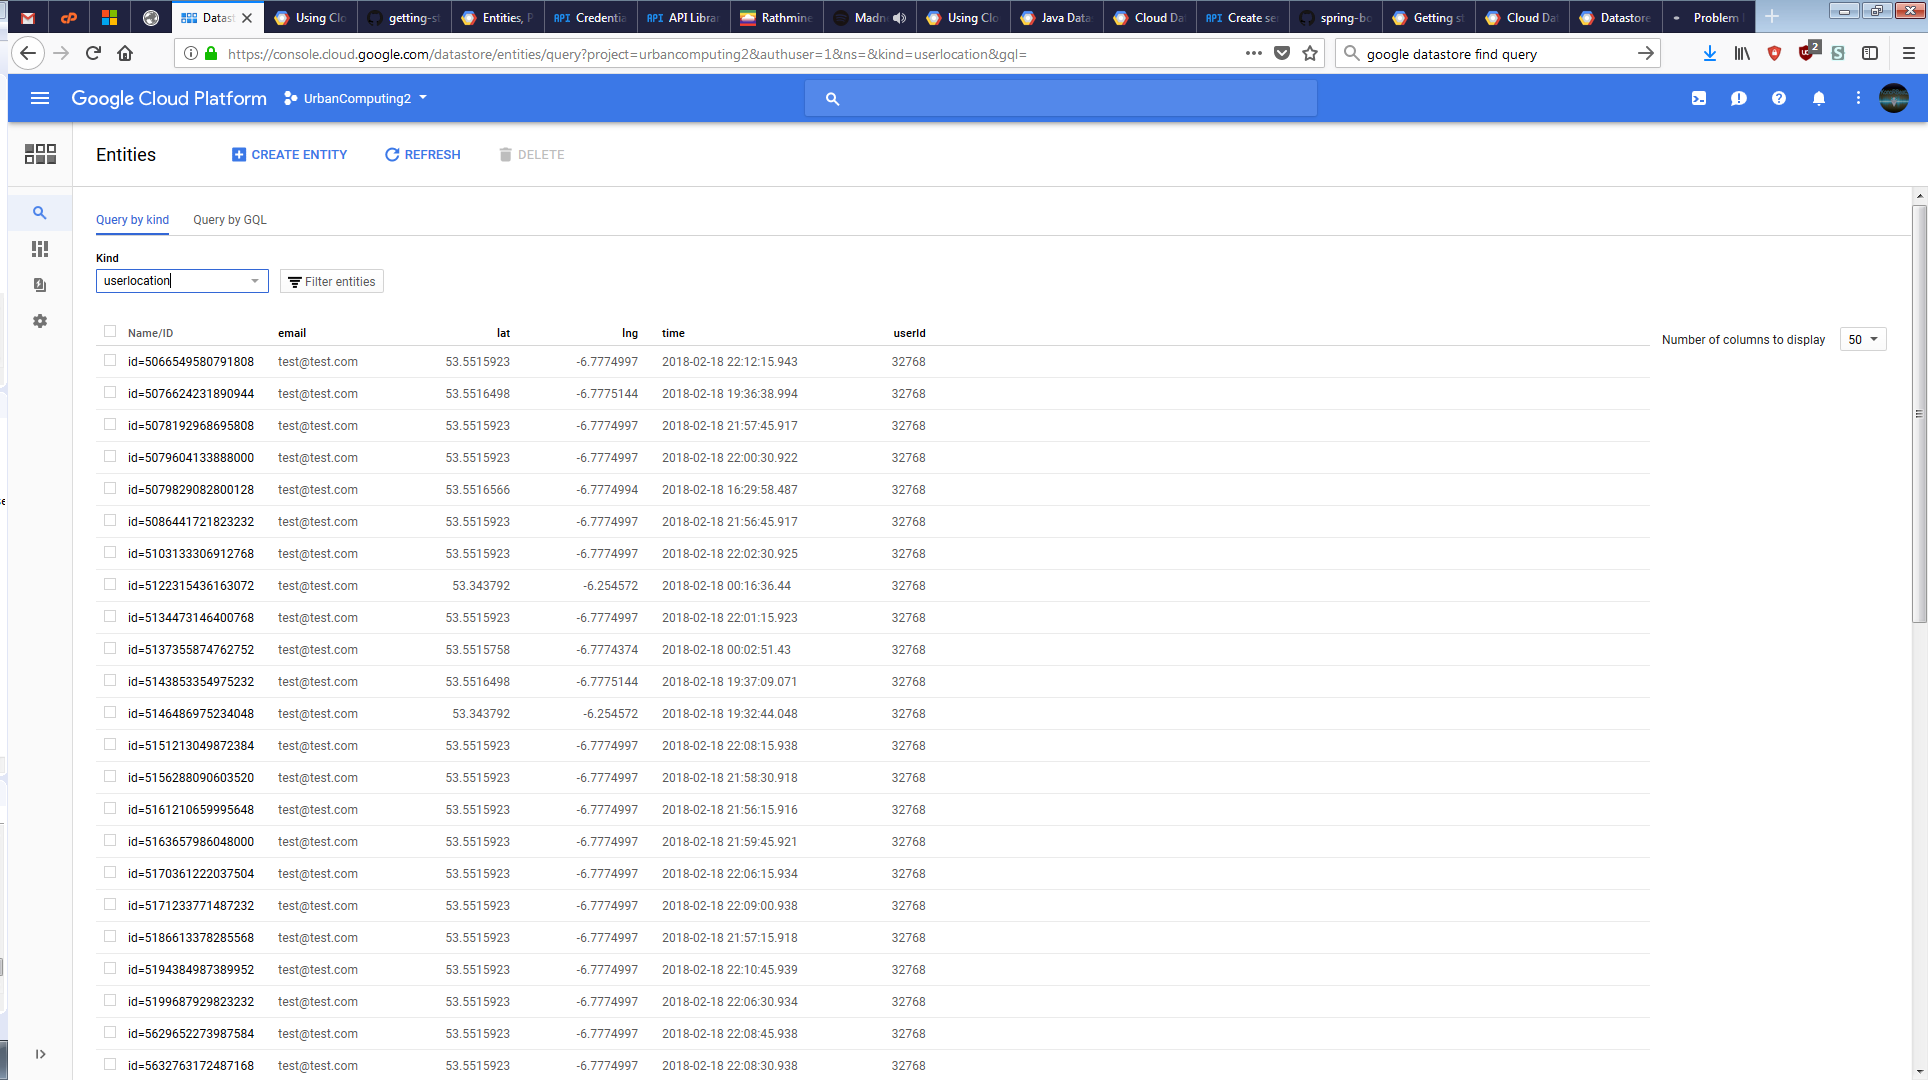 Datast
Using Clo
getting-st
Entities, P
API Credentia
API API Librar
Rathmine
Madn
Using Clo
Java Data
Cloud Da
API Create se
spring-bo
Getting st
Cloud Da
Datastore
Problem
https://console.cloud.google.com/datastore/entities/query?project=urbancomputing2&authuser=1&ns=&kind=userlocation&gql=
google datastore find query
2
Google Cloud Platform
UrbanComputing2
Entities
CREATE ENTITY
REFRESH
DELETE
Query by kind
Query by GQL
Kind
userlocation
Filter entities
Name/ID email lat lng time userId
Number of columns to display 50
id=5066549580791808 test@test.com 53.5515923 -6.7774997 2018-02-18 22:12:15.943 32768
id=5076624231890944 test@test.com 53.5516498 -6.7775144 2018-02-18 19:36:38.994 32768
id=5078192968695808 test@test.com 53.5515923 -6.7774997 2018-02-18 21:57:45.917 32768
id=5079604133888000 test@test.com 53.5515923 -6.7774997 2018-02-18 22:00:30.922 32768
id=5079829082800128 test@test.com 53.5516566 -6.7774994 2018-02-18 16:29:58.487 32768
id=5086441721823232 test@test.com 53.5515923 -6.7774997 2018-02-18 21:56:45.917 32768
id=5103133306912768 test@test.com 53.5515923 -6.7774997 2018-02-18 22:02:30.925 32768
id=5122315436163072 test@test.com 53.343792 -6.254572 2018-02-18 00:16:36.44 32768
id=5134473146400768 test@test.com 53.5515923 -6.7774997 2018-02-18 22:01:15.923 32768
id=5137355874762752 test@test.com 53.5515758 -6.7774374 2018-02-18 00:02:51.43 32768
id=5143853354975232 test@test.com 53.5516498 -6.7775144 2018-02-18 19:37:09.071 32768
id=5146486975234048 test@test.com 53.343792 -6.254572 2018-02-18 19:32:44.048 32768
id=5151213049872384 test@test.com 53.5515923 -6.7774997 2018-02-18 22:08:15.938 32768
id=5156288090603520 test@test.com 53.5515923 -6.7774997 2018-02-18 21:58:30.918 32768
id=5161210659995648 test@test.com 53.5515923 -6.7774997 2018-02-18 21:56:15.916 32768
id=5163657986048000 test@test.com 53.5515923 -6.7774997 2018-02-18 21:59:45.921 32768
id=5170361222037504 test@test.com 53.5515923 -6.7774997 2018-02-18 22:06:15.934 32768
id=5171233771487232 test@test.com 53.5515923 -6.7774997 2018-02-18 22:09:00.938 32768
id=5186613378285568 test@test.com 53.5515923 -6.7774997 2018-02-18 21:57:15.918 32768
id=5194384987389952 test@test.com 53.5515923 -6.7774997 2018-02-18 22:10:45.939 32768
id=5199687929823232 test@test.com 53.5515923 -6.7774997 2018-02-18 22:06:30.934 32768
id=5629652273987584 test@test.com 53.5515923 -6.7774997 2018-02-18 22:08:45.938 32768
id=5632763172487168 test@test.com 53.5515923 -6.7774997 2018-02-18 22:08:30.938 32768